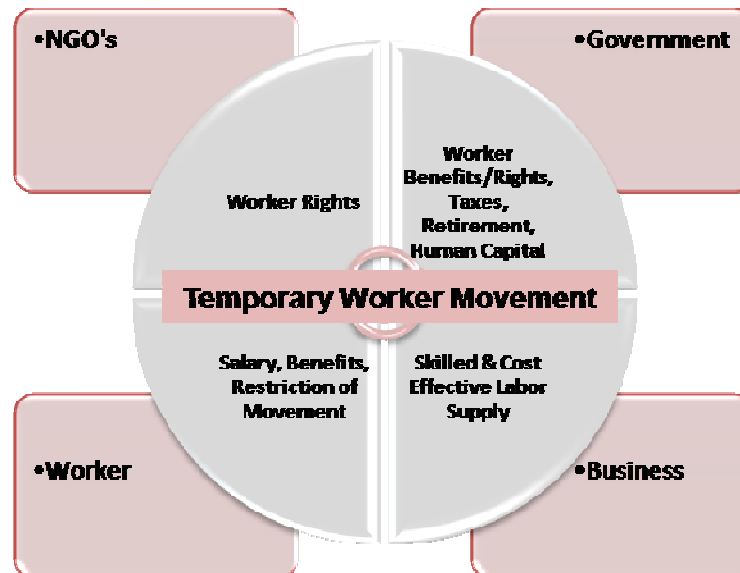 •NGO's
•Government
Worker Rights
Worker
Benefits/Rights,
Taxes,
Retirement,
Human Capital
Temporary Worker Movement
Salary, Benefits,
Restriction of
Movement
Skilled & Cost
Effective Labor
Supply
•Worker
•Business